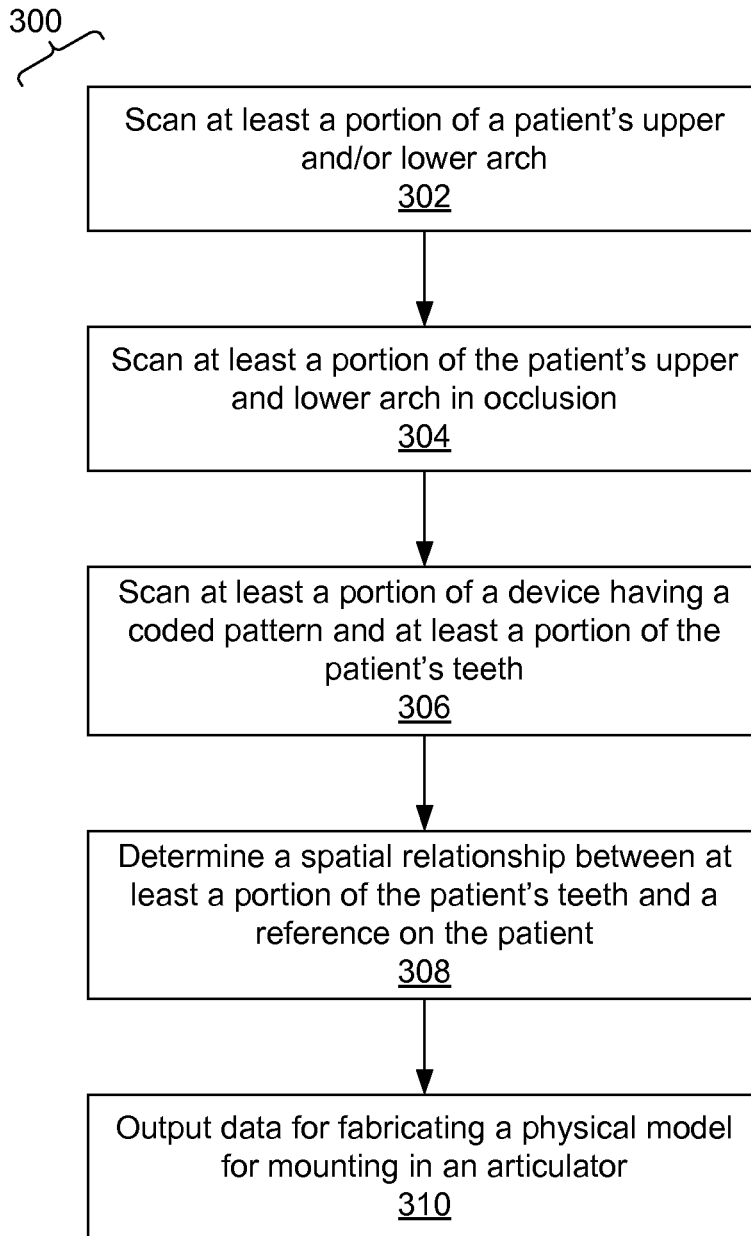 300
Scan at least a portion of a patient's upper
and/or lower arch
302
Scan at least a portion of the patient's upper
and lower arch in occlusion
304
Scan at least a portion of a device having a
coded pattern and at least a portion of the
patient's teeth
306
Determine a spatial relationship between at
least a portion of the patient's teeth and a
reference on the patient
308
Output data for fabricating a physical model
for mounting in an articulator
310